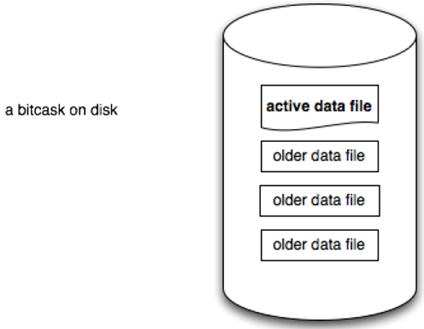 a bitcask on disk
active data file
older data file
older data file
older data file